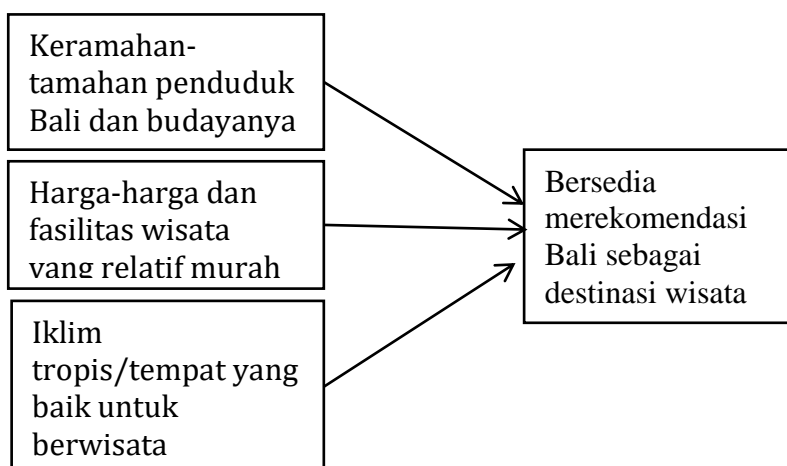 Keramahan-
tamahan penduduk
Bali dan budayanya
Harga-harga dan
fasilitas wisata
yang relatif murah
Iklim
tropis/tempat yang
baik untuk
berwisata
Bersedia
merekomendasi
Bali sebagai
destinasi wisata